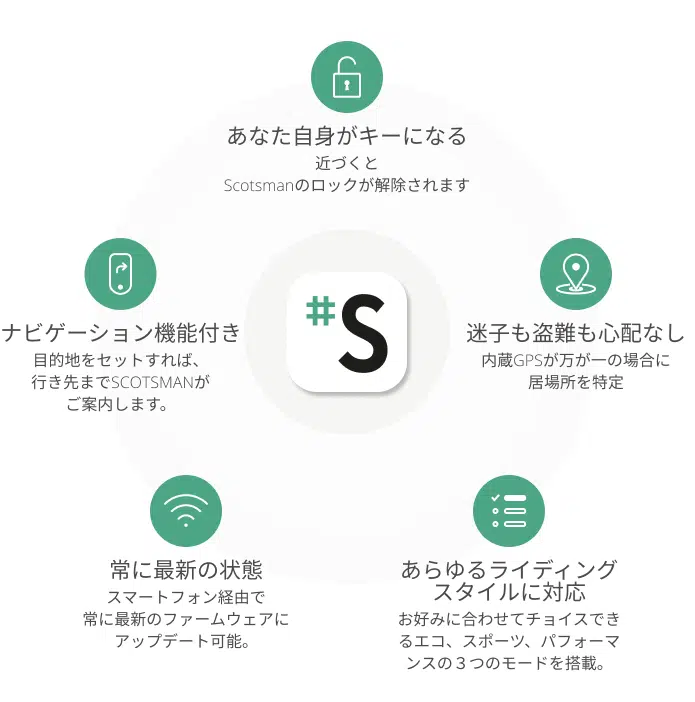 あなた自身がキーになる
近づくと
Scotsmanのロックが解除されます
#S
ナビゲーション機能付き
目的地をセットすれば、
行き先までSCOTSMANが
ご案内します。
迷子も盗難も心配なし
内蔵GPSが万が一の場合に
居場所を特定
常に最新の状態
スマートフォン経由で
常に最新のファームウェアに
アップデート可能。
あらゆるライディング
スタイルに対応
お好みに合わせてチョイスでき
るエコ、スポーツ、パフォーマ
ンスの３つのモードを搭載。